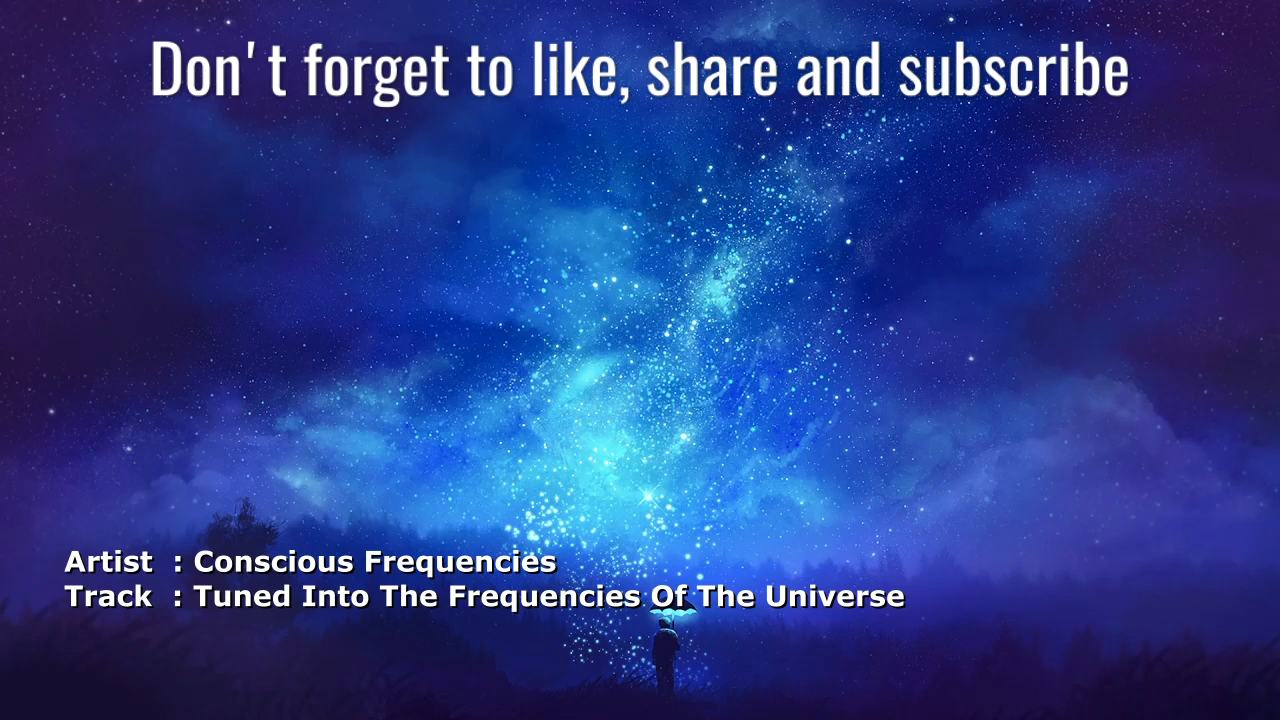 Don't forget to like, share and subscribe
Artist : Conscious Frequencies
Track : Tuned Into The Frequencies Of The Universe